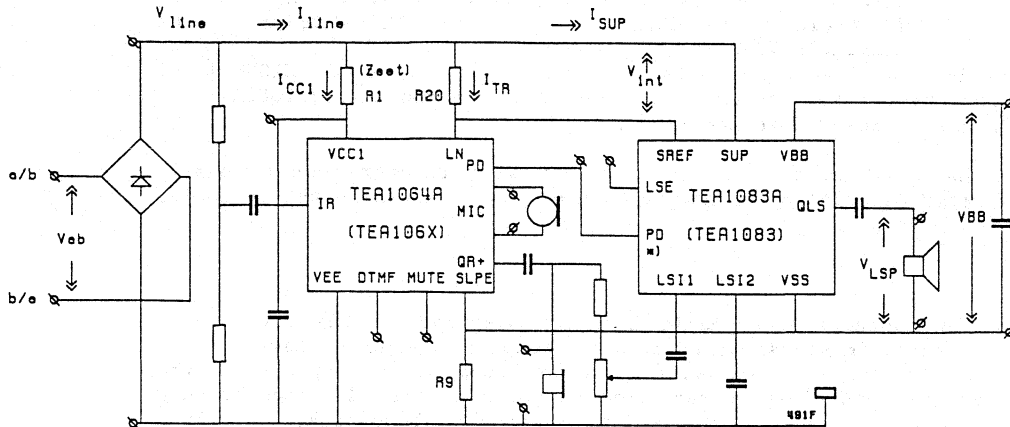 V line
I line
I SUP
I CC1
(Zset)
R1
R20
I TR
V int
VCC1
LN
PD
SREF
SUP
VBB
a/b
TEA1064A
LSE
TEA1083A
IR
MIC
QLS
Vab
(TEA106X)
PD
(TEA1083)
VBB
*)
QR+
V LSP
VEE
DTMF
MUTE
SLPE
LSI1
LSI2
VSS
b/a
R9
491F